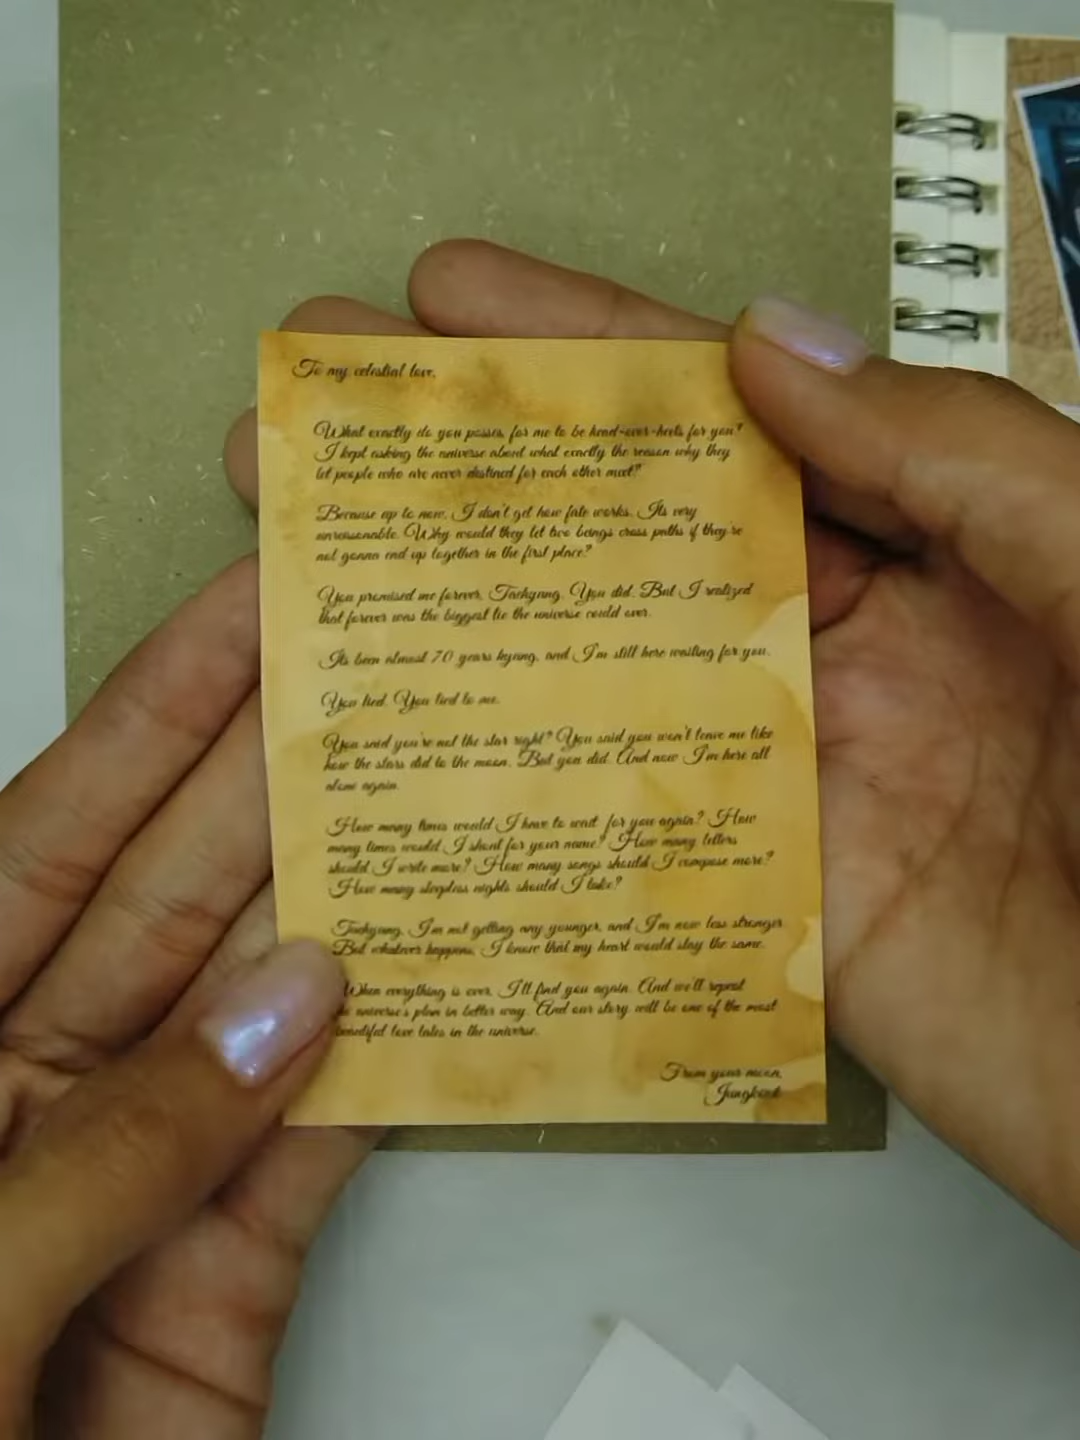 To my celestial love,
What exactly do you posses, for me to be head-over-heels for you?
I kept asking the universe about what exactly the reason why they
let people who are never destined for each other meet?
Because up to now, I don't get how fate works. Its very
unreasonable. Why would they let two beings cross paths if they're
not gonna end up together in the first place?
You promised me forever, Taehyung. You did. But I realized
that forever was the biggest lie the universe could over.
Its been almost 70 years hyung, and I'm still here waiting for you.
You lied. You lied to me.
You said you're not the star right? You said you won't leave me like
how the stars did to the moon. But you did. And now I'm here all
alone again.
How many times would I have to wait for you again? How
many times would I shout for your name? How many letters
should I write more? How many songs should I compose more?
How many sleepless nights should I take?
Taehyung, I'm not getting any younger, and I'm now less stronger.
But whatever happens, I know that my heart would stay the same.
When everything is over, I'll find you again. And we'll repeat
universe's plan in better way. And our story will be one of the most
beautiful love tales in the universe.
From your moon,
Jungkook